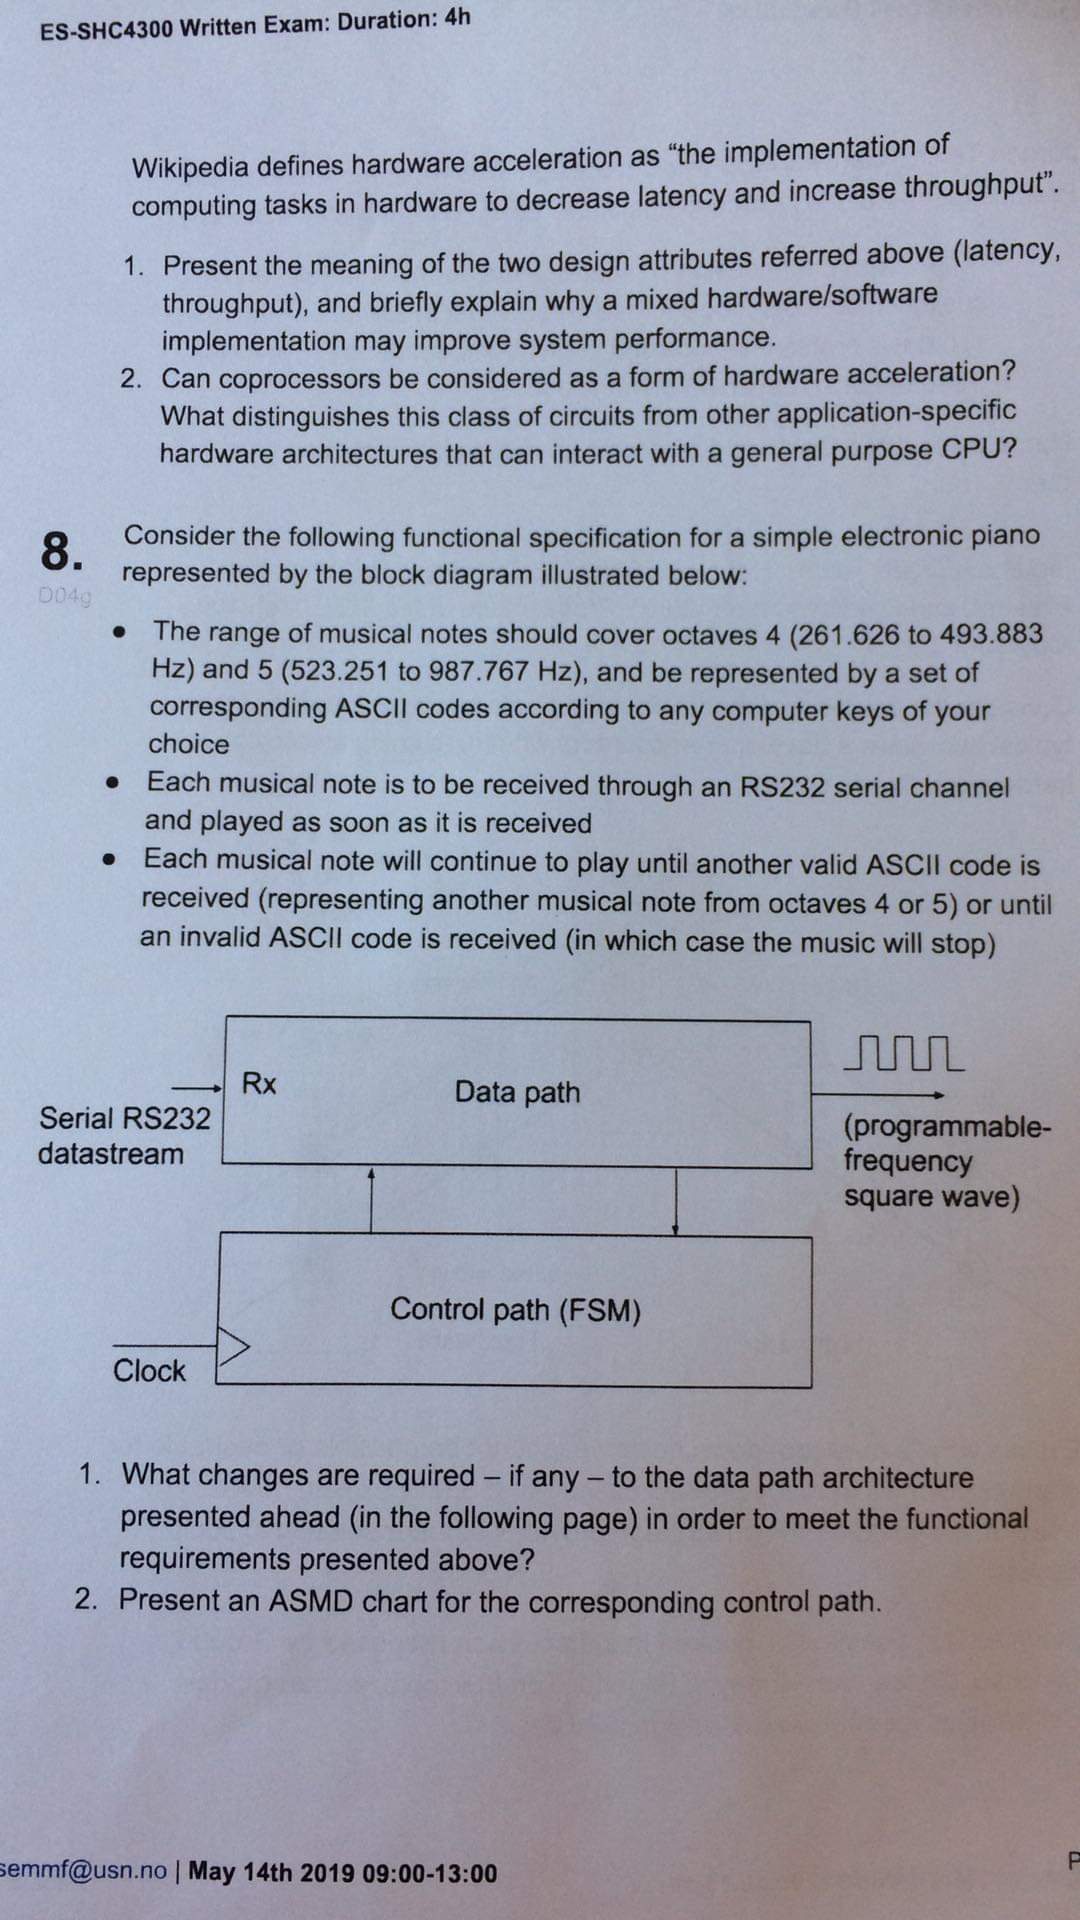 ES-SHC4300 Written Exam: Duration: 4h
Wikipedia defines hardware acceleration as “the implementation of
computing tasks in hardware to decrease latency and increase throughput”.
1. Present the meaning of the two design attributes referred above (latency,
throughput), and briefly explain why a mixed hardware/software
implementation may improve system performance.
2. Can coprocessors be considered as a form of hardware acceleration?
What distinguishes this class of circuits from other application-specific
hardware architectures that can interact with a general purpose CPU?
8. Consider the following functional specification for a simple electronic piano
represented by the block diagram illustrated below:
D04g
• The range of musical notes should cover octaves 4 (261.626 to 493.883
Hz) and 5 (523.251 to 987.767 Hz), and be represented by a set of
corresponding ASCII codes according to any computer keys of your
choice
• Each musical note is to be received through an RS232 serial channel
and played as soon as it is received
• Each musical note will continue to play until another valid ASCII code is
received (representing another musical note from octaves 4 or 5) or until
an invalid ASCII code is received (in which case the music will stop)
Rx
Data path
Serial RS232
datastream
(programmable-
frequency
square wave)
Control path (FSM)
Clock
1. What changes are required – if any – to the data path architecture
presented ahead (in the following page) in order to meet the functional
requirements presented above?
2. Present an ASMD chart for the corresponding control path.
semmf@usn.no | May 14th 2019 09:00-13:00
P